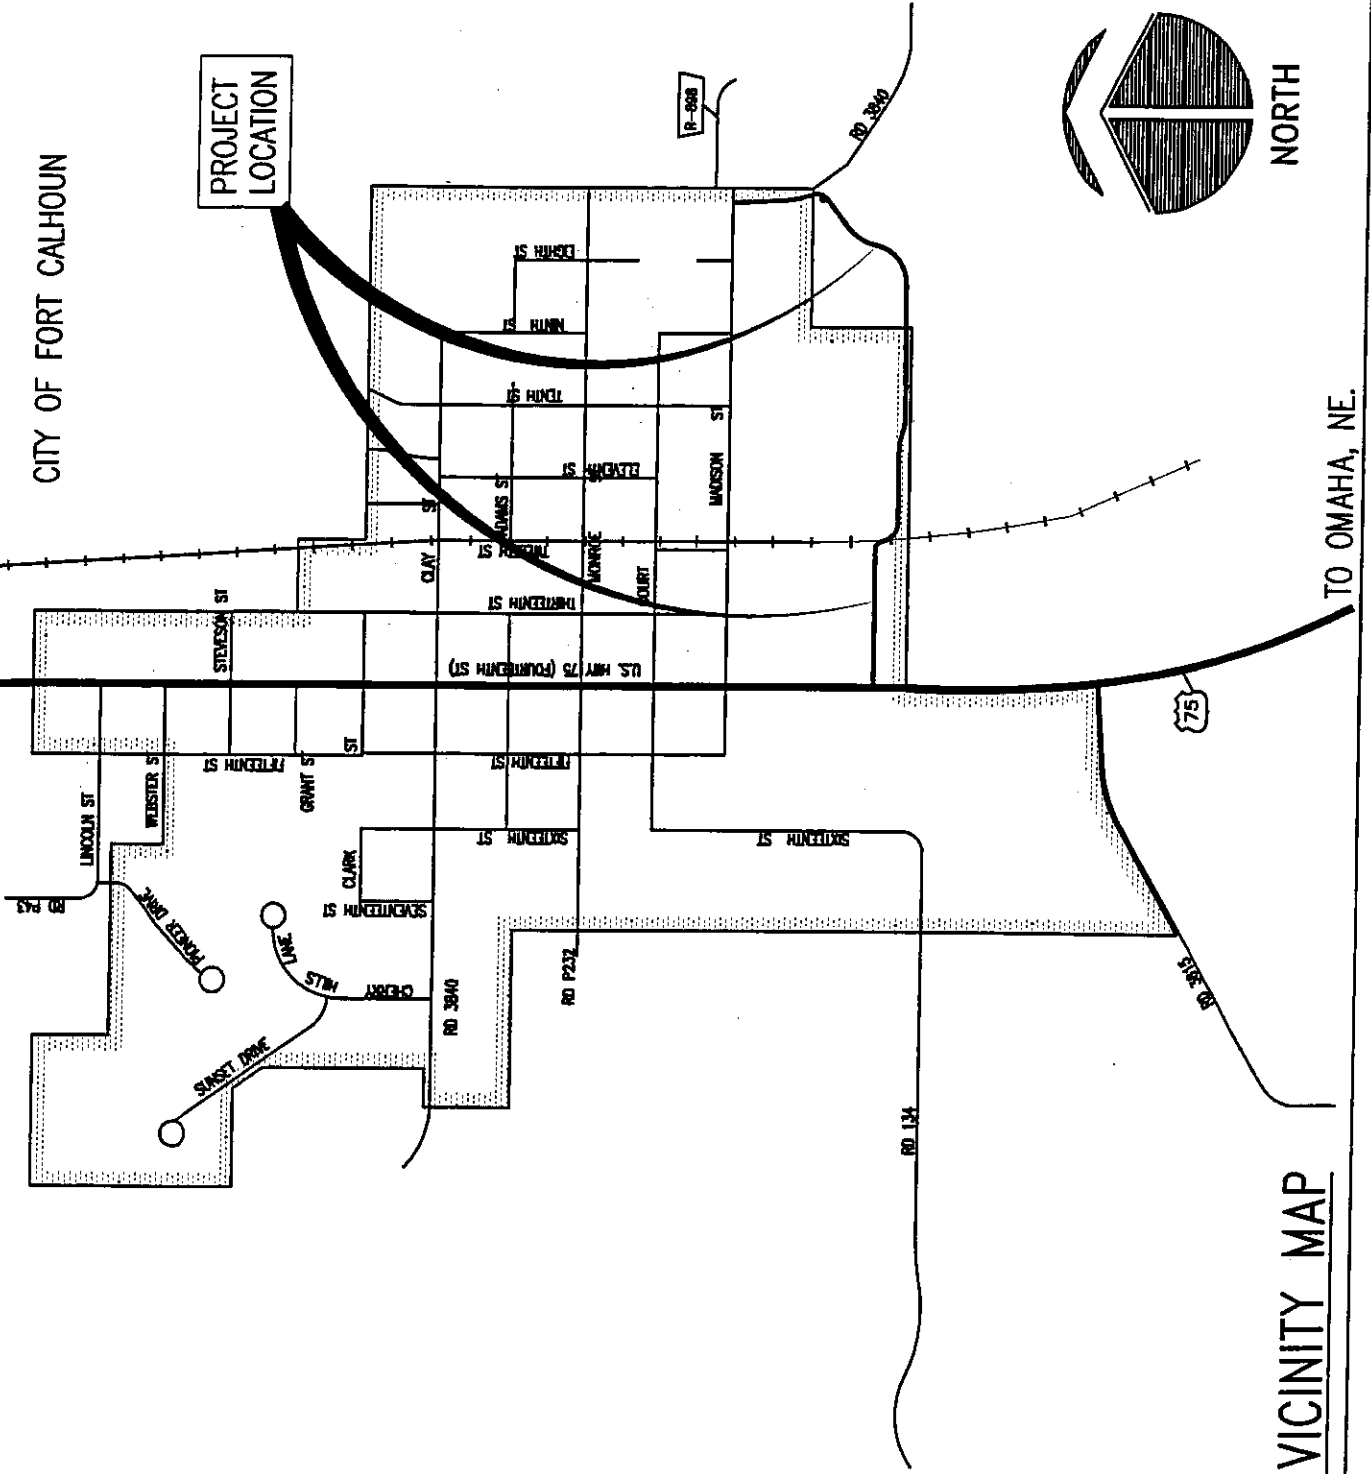 CITY OF FORT CALHOUN
PROJECT
LOCATION
R-898
RD 3840
NORTH
EIGHTH ST
NINTH ST
TENTH ST
ELEVENTH ST
ST
MADISON
ST
ADAMS ST
CLAY
TWELFTH ST
MONROE
COURT
THIRTEENTH ST
STEVESON ST
U.S. HWY 75 (FOURTEENTH ST)
TO OMAHA, NE.
75
FIFTEENTH ST
FIFTEENTH ST
ST
GRANT ST
WEBSTER ST
LINCOLN ST
SIXTEENTH ST
SIXTEENTH ST
CLARK
SEVENTEENTH ST
RD P43
PIONEER DRIVE
LANE
HILLS
CHERRY
RD 3840
RD P232
RD 3815
SUNSET DRIVE
RD 134
VICINITY MAP